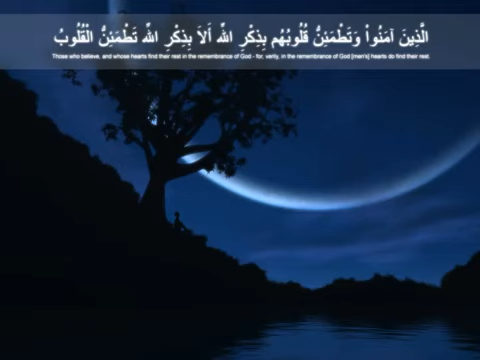 الَّذِينَ آمَنُواْ وَتَطْمَئِنُّ قُلُوبُهُم بِذِكْرِ اللّهِ أَلاَ بِذِكْرِ اللّهِ تَطْمَئِنُّ الْقُلُوبُ
Those who believe, and whose hearts find their rest in the remembrance of God - for, verily, in the remembrance of God [men's] hearts do find their rest.